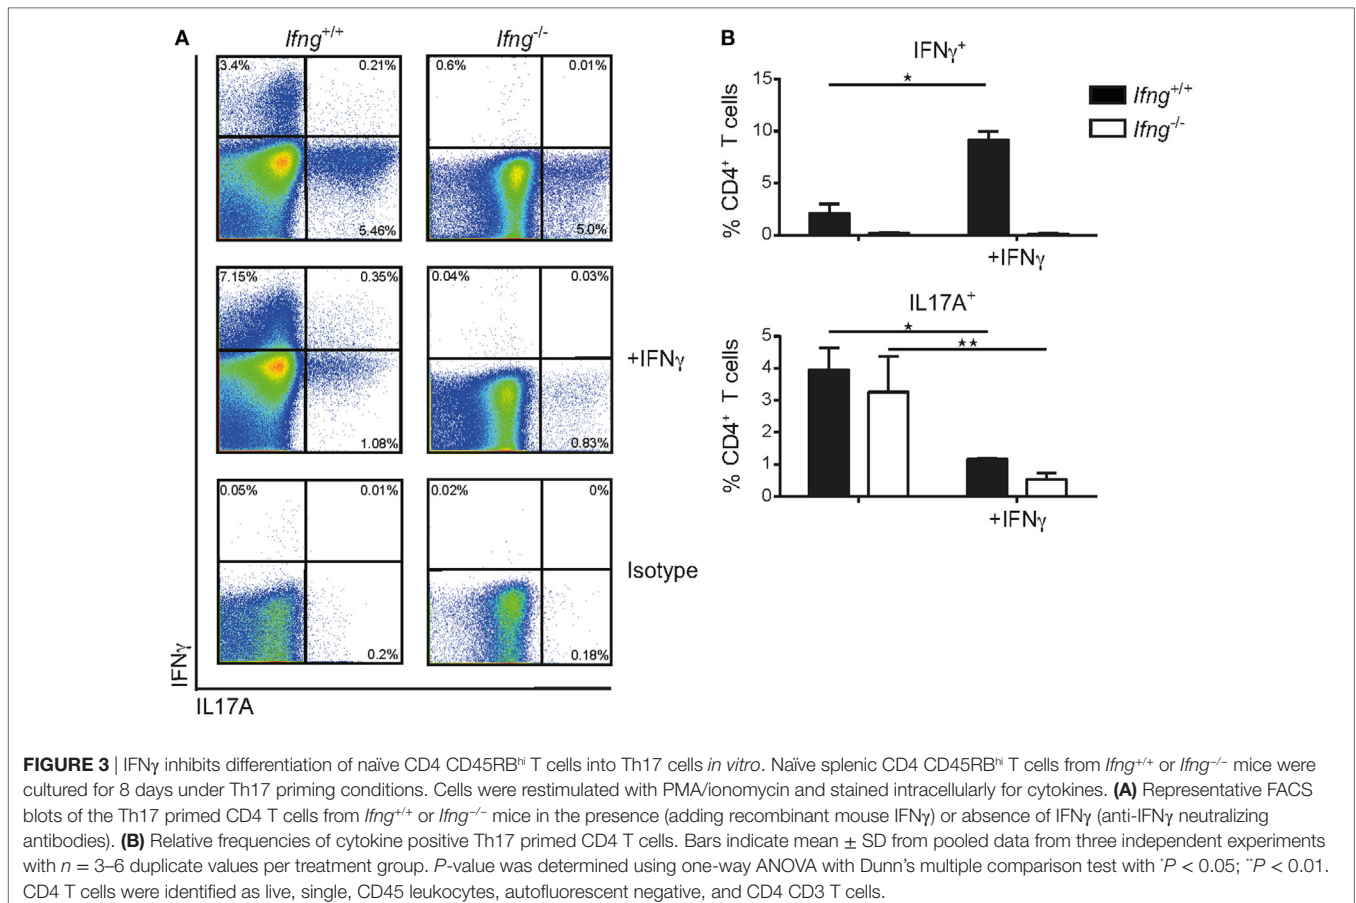 A
Ifng+/+
Ifng-/-
3.4%
0.21%
5.46%
0.6%
0.01%
5.0%
7.15%
0.35%
1.08%
0.04%
0.03%
0.83%
+IFNγ
0.05%
0.01%
0.2%
0.02%
0%
0.18%
Isotype
IFNγ
IL17A
B
IFNγ+
15
10
5
0
% CD4+ T cells
*
+IFNγ
Ifng+/+
Ifng-/-
IL17A+
5
4
3
2
1
0
% CD4+ T cells
*
**
+IFNγ
FIGURE 3 | IFNγ inhibits differentiation of naïve CD4 CD45RBhi T cells into Th17 cells in vitro. Naïve splenic CD4 CD45RBhi T cells from Ifng+/+ or Ifng−/− mice were
cultured for 8 days under Th17 priming conditions. Cells were restimulated with PMA/ionomycin and stained intracellularly for cytokines. (A) Representative FACS
blots of the Th17 primed CD4 T cells from Ifng+/+ or Ifng−/− mice in the presence (adding recombinant mouse IFNγ) or absence of IFNγ (anti-IFNγ neutralizing
antibodies). (B) Relative frequencies of cytokine positive Th17 primed CD4 T cells. Bars indicate mean ± SD from pooled data from three independent experiments
with n = 3–6 duplicate values per treatment group. P-value was determined using one-way ANOVA with Dunn's multiple comparison test with *P < 0.05; **P < 0.01.
CD4 T cells were identified as live, single, CD45 leukocytes, autofluorescent negative, and CD4 CD3 T cells.